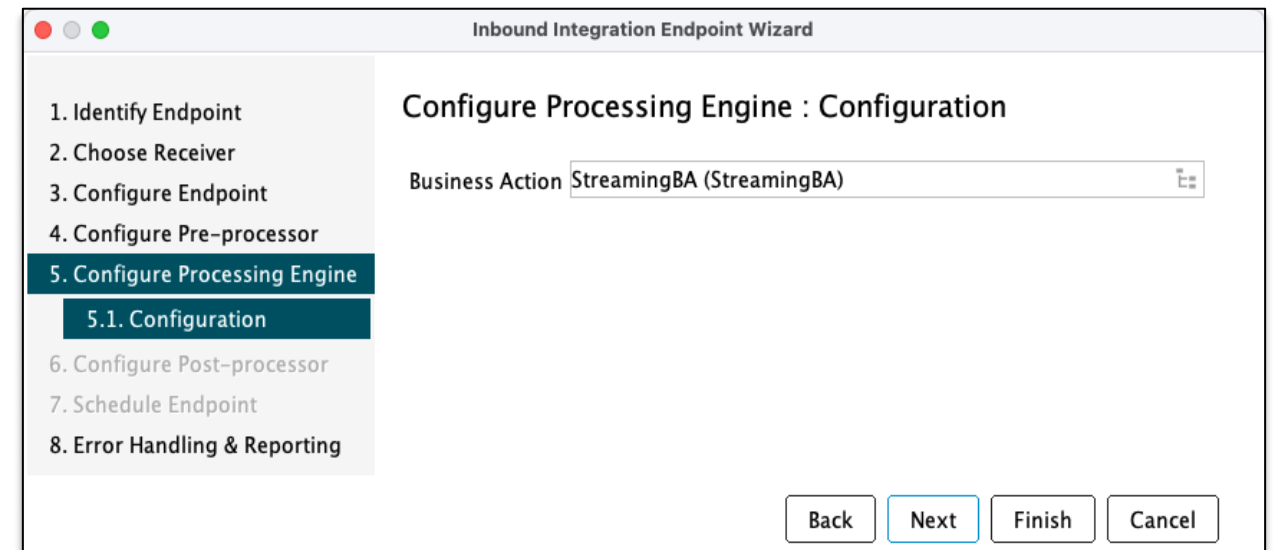 Inbound Integration Endpoint Wizard
1. Identify Endpoint
2. Choose Receiver
3. Configure Endpoint
4. Configure Pre-processor
5. Configure Processing Engine
5.1. Configuration
6. Configure Post-processor
7. Schedule Endpoint
8. Error Handling & Reporting
Configure Processing Engine : Configuration
Business Action StreamingBA (StreamingBA)
Back Next Finish Cancel